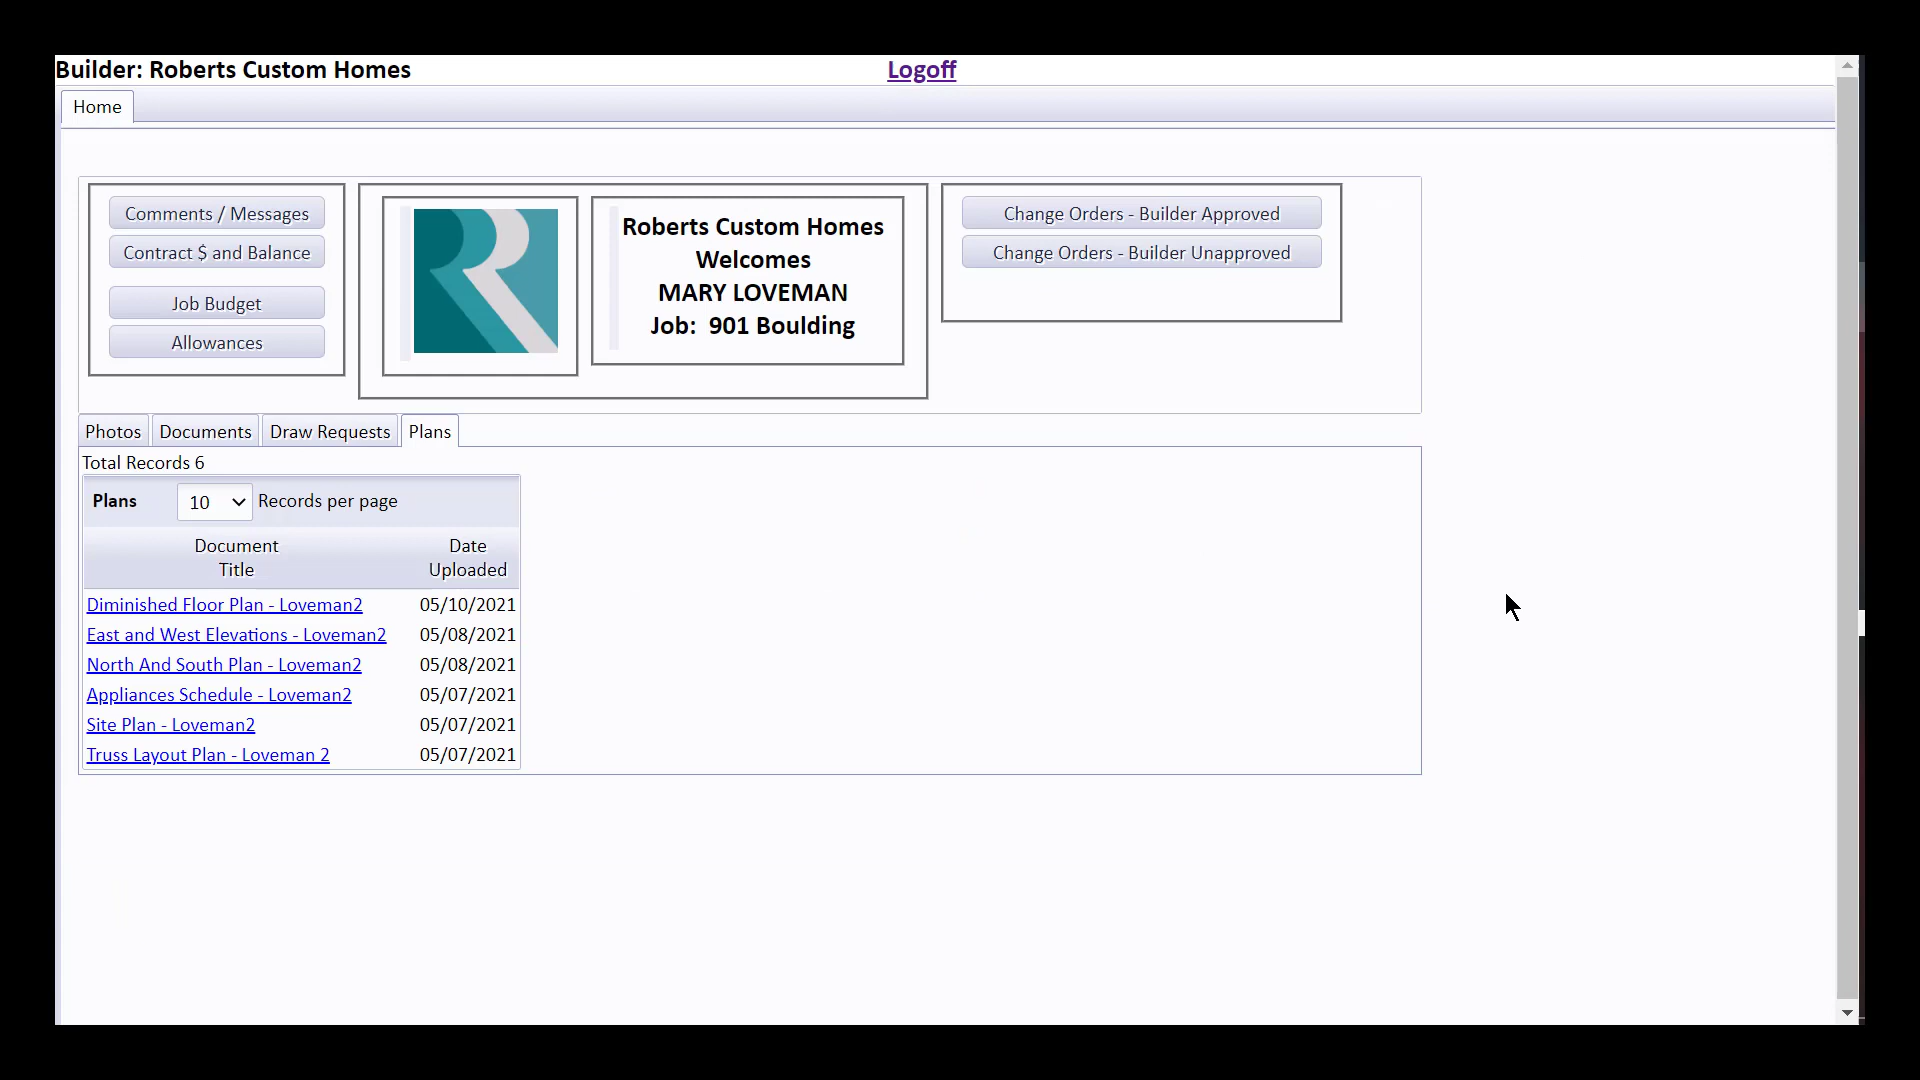 Builder: Roberts Custom Homes
Logoff
Home
Comments / Messages
Contract $ and Balance
Job Budget
Allowances
Roberts Custom Homes
Welcomes
MARY LOVEMAN
Job:  901 Boulding
Change Orders - Builder Approved
Change Orders - Builder Unapproved
Photos
Documents
Draw Requests
Plans
Total Records 6
Plans 10 Records per page
Document Title
Date Uploaded
Diminished Floor Plan - Loveman2 05/10/2021
East and West Elevations - Loveman2 05/08/2021
North And South Plan - Loveman2 05/08/2021
Appliances Schedule - Loveman2 05/07/2021
Site Plan - Loveman2 05/07/2021
Truss Layout Plan - Loveman 2 05/07/2021